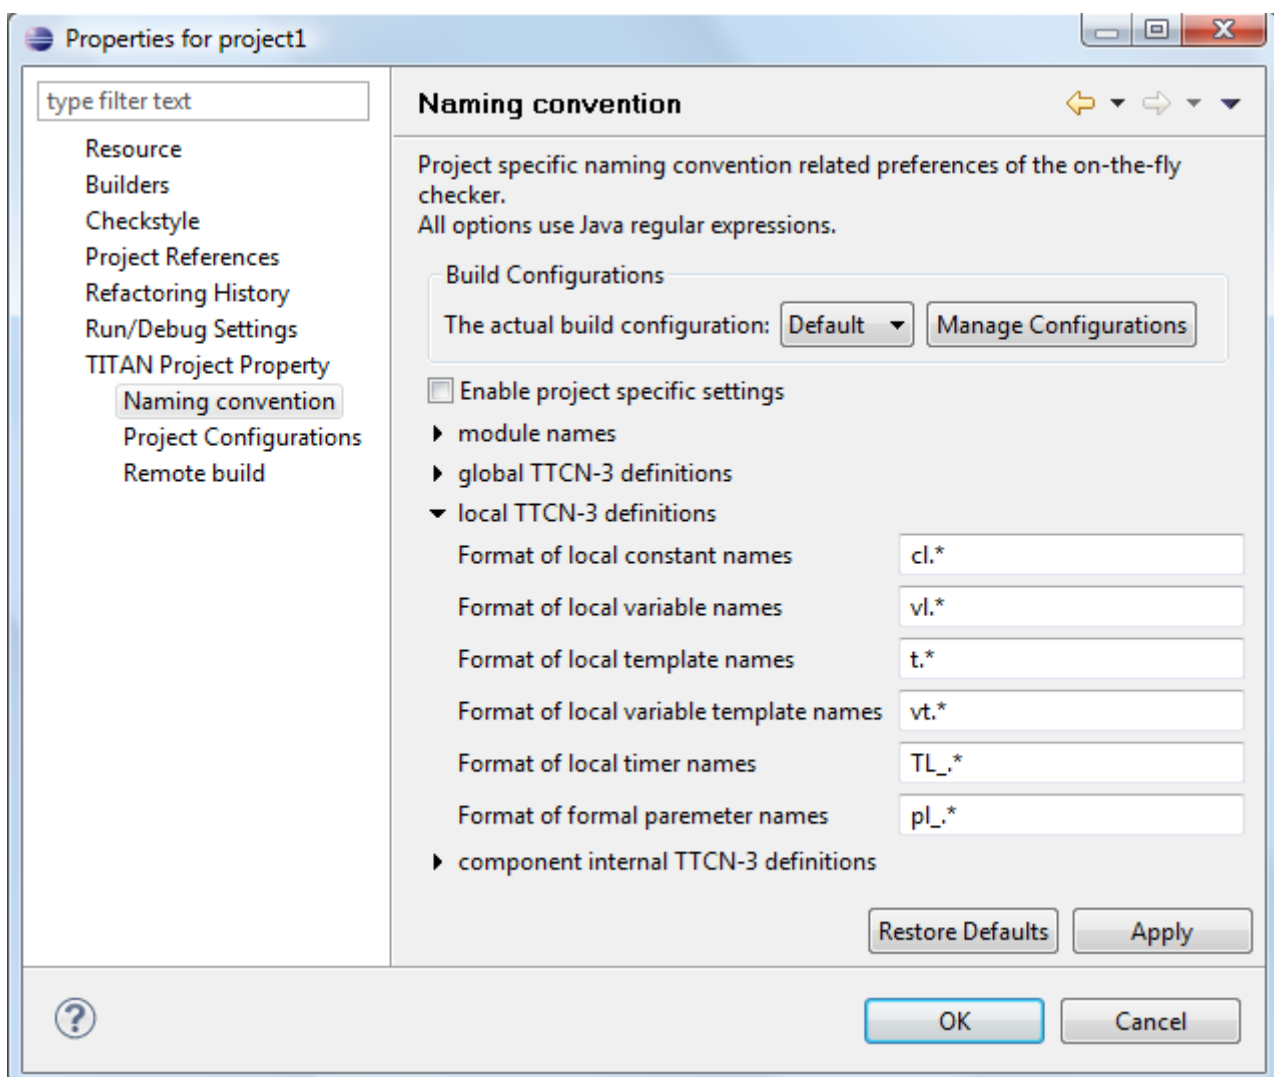 Properties for project1
type filter text
Resource
Builders
Checkstyle
Project References
Refactoring History
Run/Debug Settings
TITAN Project Property
Naming convention
Project Configurations
Remote build
Naming convention
Project specific naming convention related preferences of the on-the-fly
checker.
All options use Java regular expressions.
Build Configurations
The actual build configuration: Default Manage Configurations
Enable project specific settings
module names
global TTCN-3 definitions
local TTCN-3 definitions
Format of local constant names cl.*
Format of local variable names vl.*
Format of local template names t.*
Format of local variable template names vt.*
Format of local timer names TL_.*
Format of formal paremeter names pl_.*
component internal TTCN-3 definitions
Restore Defaults Apply
OK Cancel